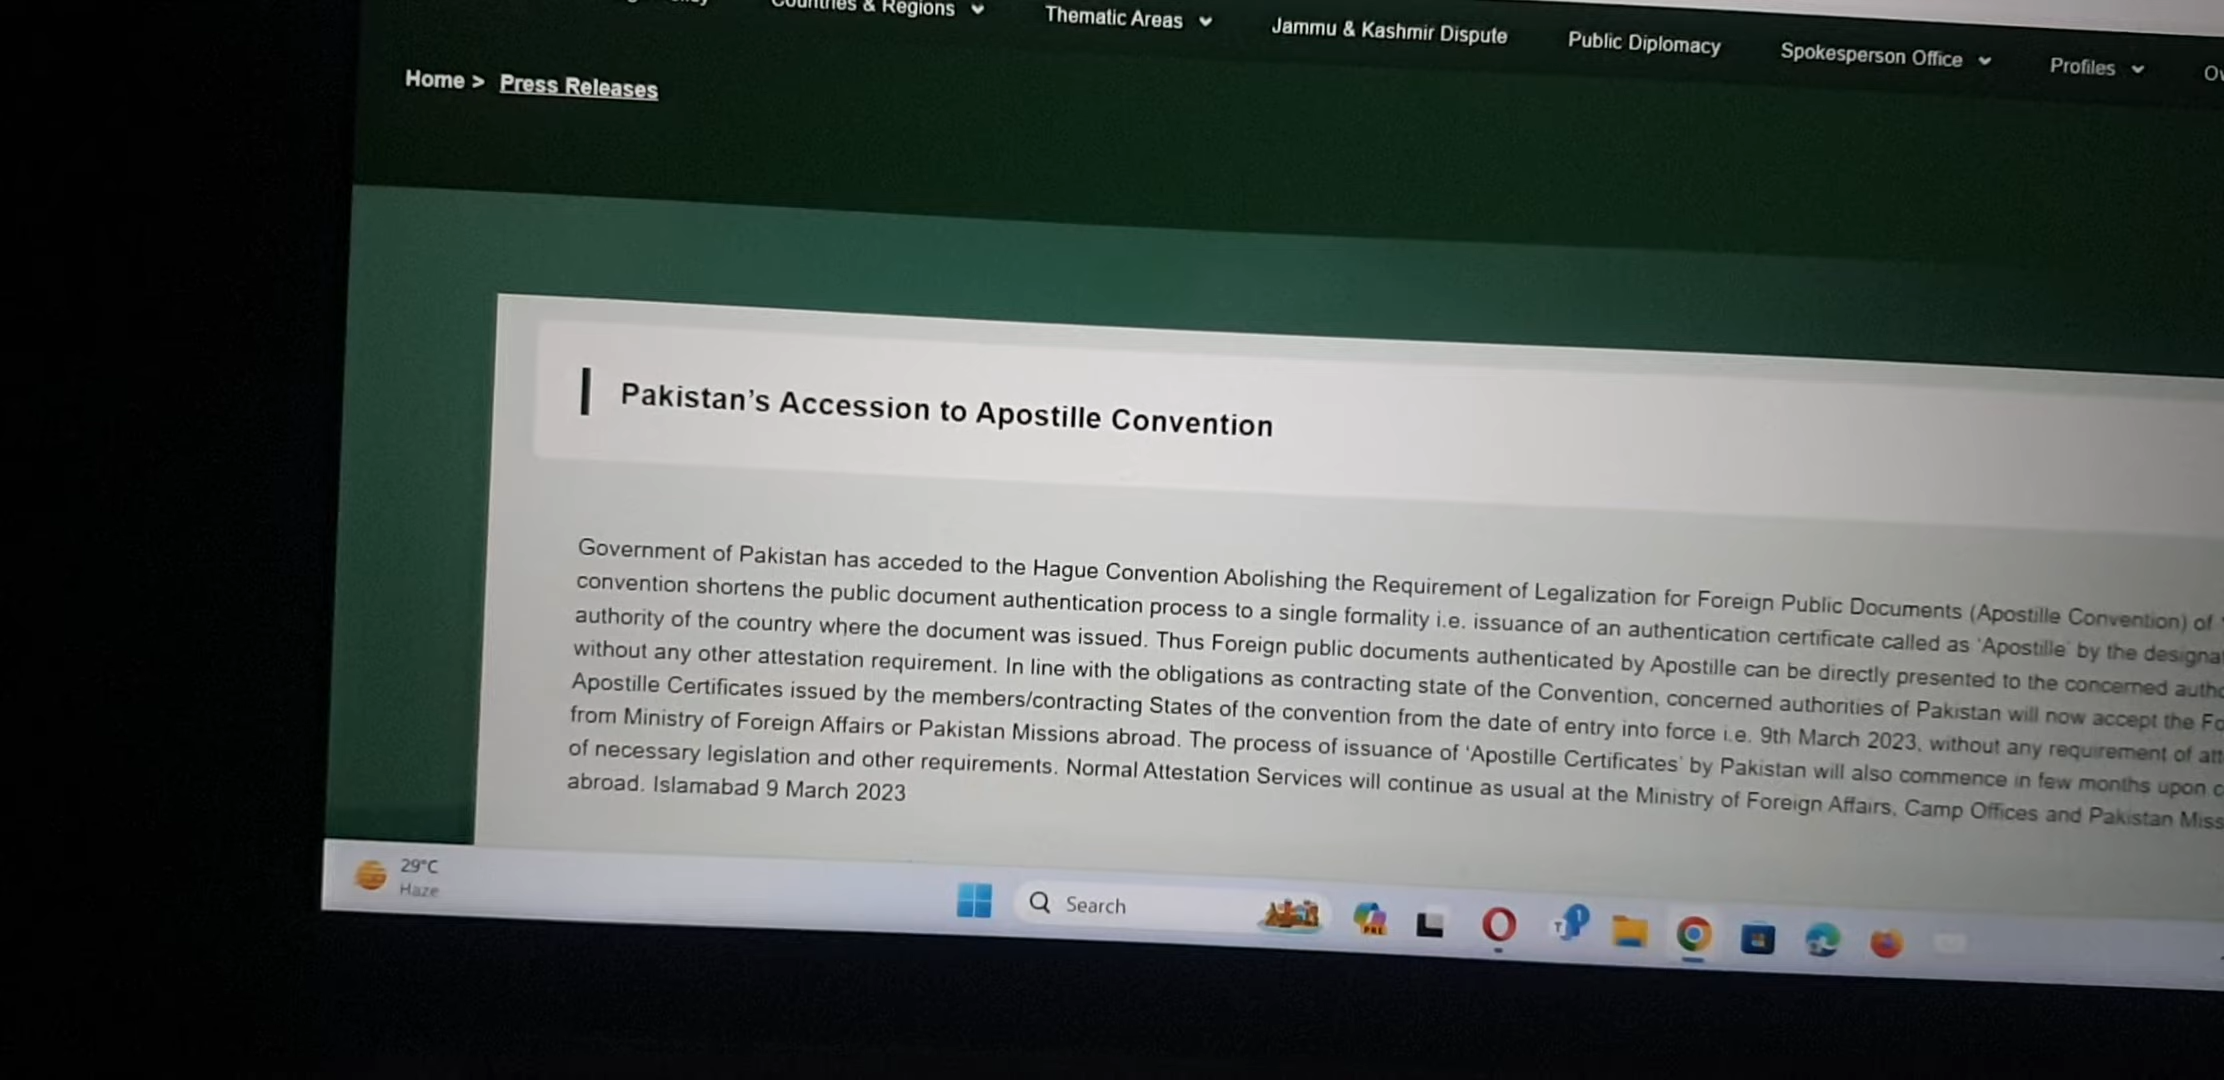 Countries & Regions
Thematic Areas
Jammu & Kashmir Dispute
Public Diplomacy
Spokesperson Office
Profiles
Home > Press Releases
Pakistan's Accession to Apostille Convention
Government of Pakistan has acceded to the Hague Convention Abolishing the Requirement of Legalization for Foreign Public Documents (Apostille Convention) of
convention shortens the public document authentication process to a single formality i.e. issuance of an authentication certificate called as 'Apostille' by the
authority of the country where the document was issued. Thus Foreign public documents authenticated by Apostille can be directly presented to the concerned
without any other attestation requirement. In line with the obligations as contracting state of the Convention, concerned authorities of Pakistan will now accept the
Apostille Certificates issued by the members/contracting States of the convention from the date of entry into force i.e. 9th March 2023, without any requirement of
from Ministry of Foreign Affairs or Pakistan Missions abroad. The process of issuance of 'Apostille Certificates' by Pakistan will also commence in few months upon
of necessary legislation and other requirements. Normal Attestation Services will continue as usual at the Ministry of Foreign Affairs, Camp Offices and Pakistan
abroad. Islamabad 9 March 2023
29°C
Haze
Search
PRE
T
1